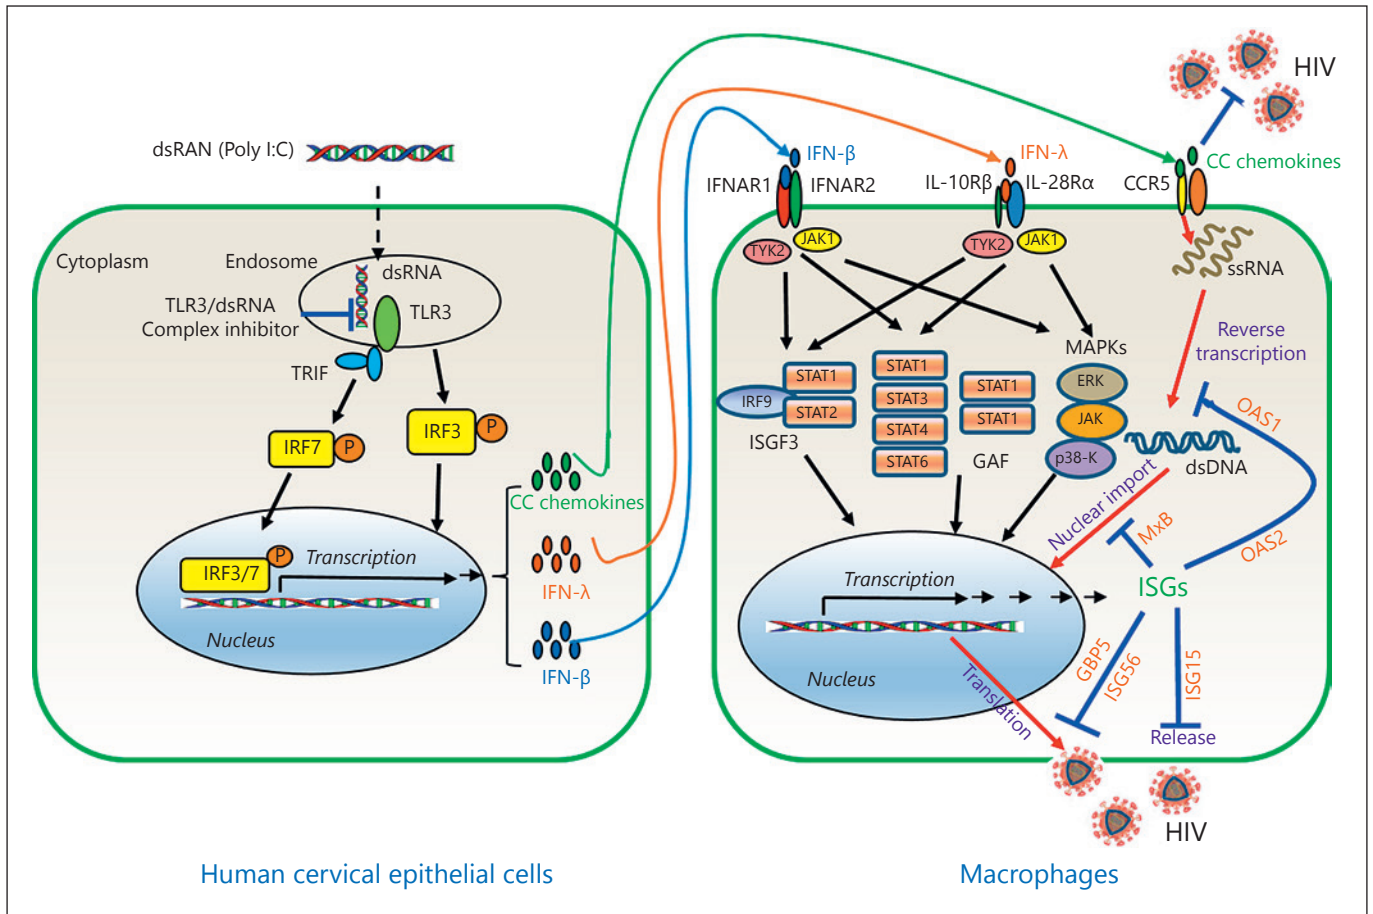 dsRAN (Poly I:C)
Cytoplasm
Endosome
dsRNA
TLR3/dsRNA
Complex inhibitor
TLR3
TRIF
IRF7
P
IRF3
P
CC chemokines
IFN-λ
IFN-β
P
IRF3/7
Transcription
Nucleus
Human cervical epithelial cells
HIV
IFN-β
IFNAR1
IFNAR2
IFN-λ
IL-10Rβ
IL-28Rα
CCR5
CC chemokines
TYK2
JAK1
TYK2
JAK1
ssRNA
Reverse
transcription
MAPKs
ERK
JAK
p38-K
STAT1
STAT2
IRF9
ISGF3
STAT1
STAT3
STAT4
STAT6
STAT1
STAT1
GAF
dsDNA
OAS1
OAS2
Nuclear import
MxB
ISGs
GBP5
ISG56
ISG15
Release
Transcription
Nucleus
Translation
HIV
Macrophages